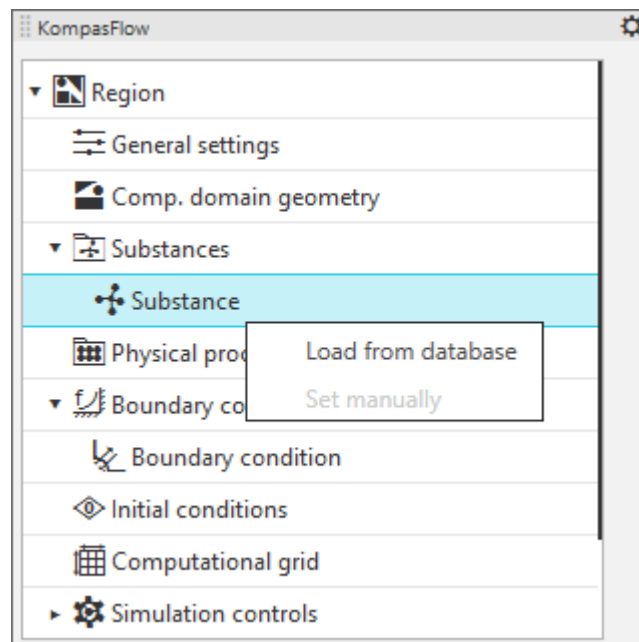 KompasFlow
Region
General settings
Comp. domain geometry
Substances
Substance
Load from database
Physical proc
Set manually
Boundary co
Boundary condition
Initial conditions
Computational grid
Simulation controls